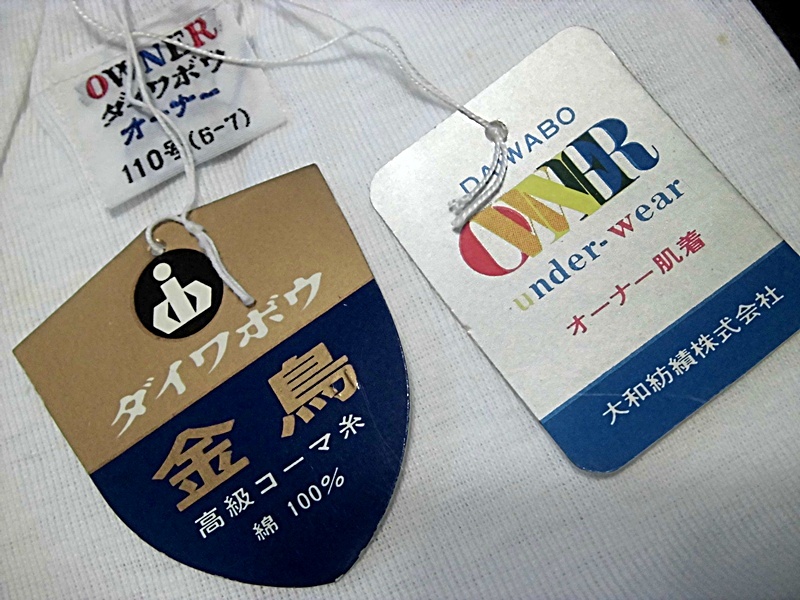 OWNER
ダイワボウ
オーナー
110号(6-7)
ダイワボウ
金鳥
高級コーマ糸
綿 100%
DAIWABO
OWNER
under-wear
オーナー肌着
大和紡績株式会社